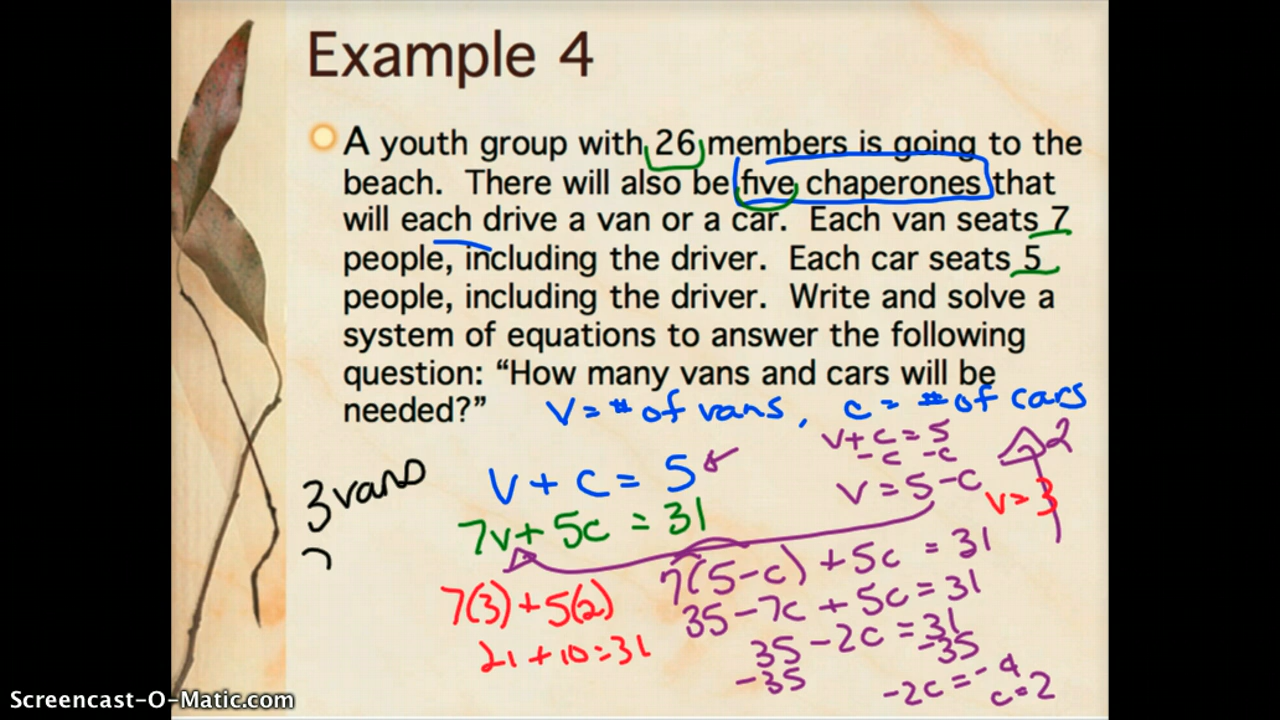 Example 4
A youth group with 26 members is going to the
beach. There will also be five chaperones that
will each drive a van or a car. Each van seats 7
people, including the driver. Each car seats 5
people, including the driver. Write and solve a
system of equations to answer the following
question: “How many vans and cars will be
needed?”
V = # of vans, c = # of cars
v + c = 5
7v + 5c = 31
v + c = 5
-c -c
v = 5 - c
2
v = 3
7(5-c) + 5c = 31
35 - 7c + 5c = 31
35 - 2c = 31
-35 -35
-2c = -4
c = 2
7(3) + 5(2)
21 + 10 = 31
3 vans
Screencast-O-Matic.com